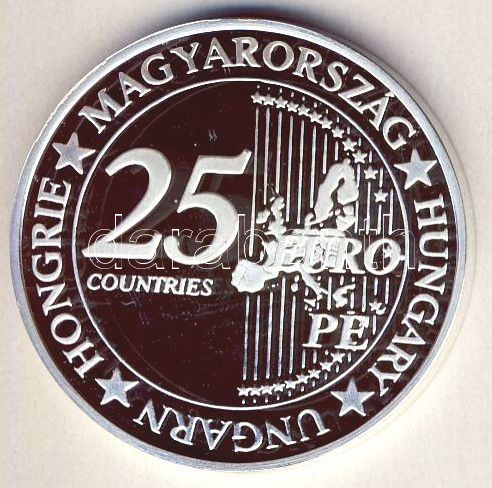 MAGYARORSZÁG ★ HUNGARY ★ UNGARN ★ HONGRIE ★
25
COUNTRIES
EURO
PE